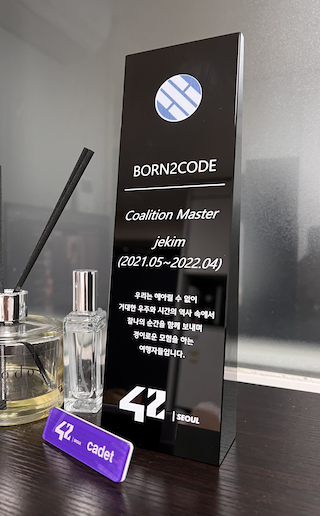 BORN2CODE
Coalition Master
jekim
(2021.05~2022.04)
우리는 헤아릴 수 없이
거대한 우주와 시간의 역사 속에서
찰나의 순간을 함께 보내며
경이로운 모험을 하는
여행자들입니다.
42 | SEOUL
42 | SEOUL cadet